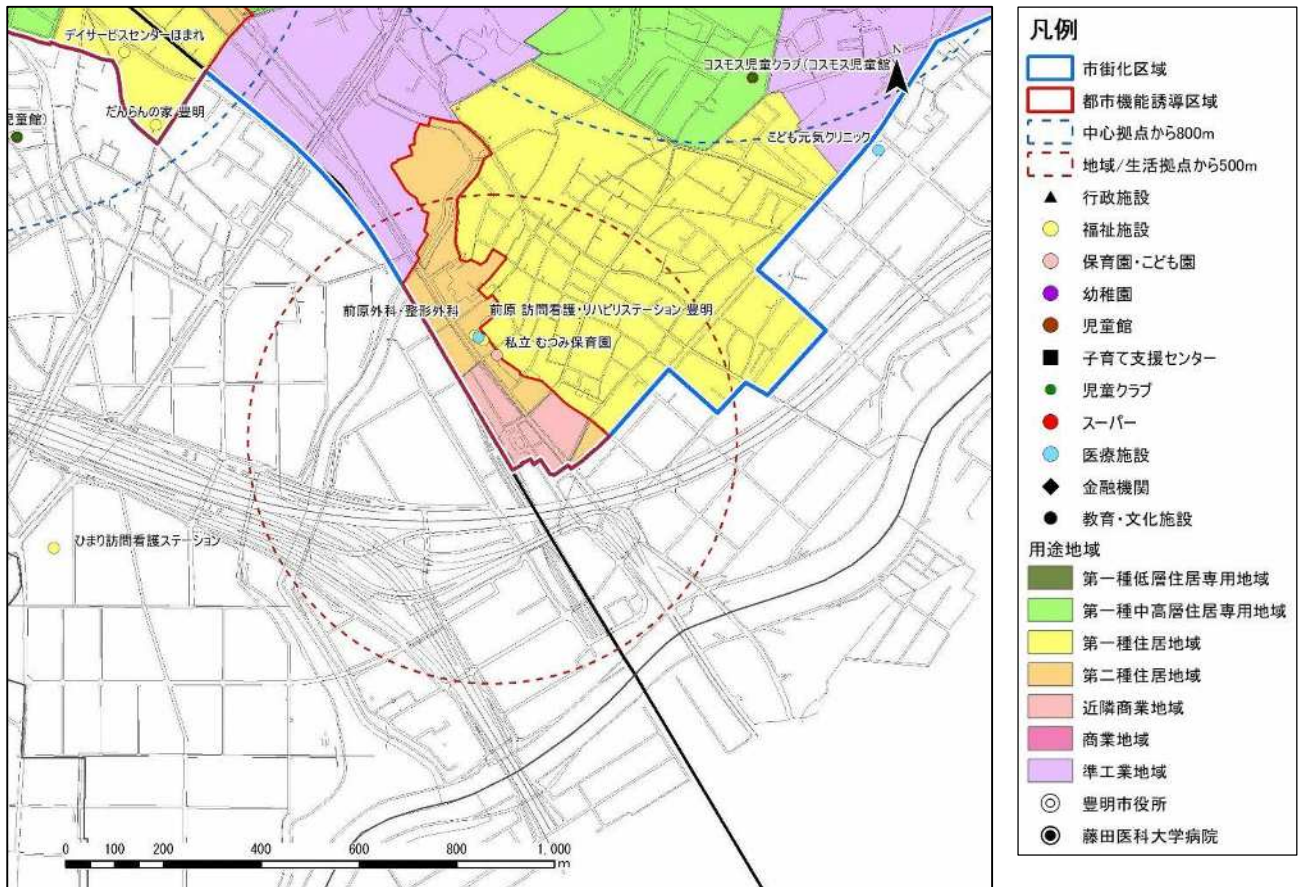 デイサービスセンターほまれ
コスモス児童クラブ(コスモス児童館)
N
だんらんの家 豊明
児童館)
こども元気クリニック
前原外科・整形外科
前原 訪問看護・リハビリステーション 豊明
私立 むつみ保育園
ひまり訪問看護ステーション
0 100 200 400 600 800 1,000
m
凡例
市街化区域
都市機能誘導区域
中心拠点から800m
地域/生活拠点から500m
行政施設
福祉施設
保育園・こども園
幼稚園
児童館
子育て支援センター
児童クラブ
スーパー
医療施設
金融機関
教育・文化施設
用途地域
第一種低層住居専用地域
第一種中高層住居専用地域
第一種住居地域
第二種住居地域
近隣商業地域
商業地域
準工業地域
豊明市役所
藤田医科大学病院